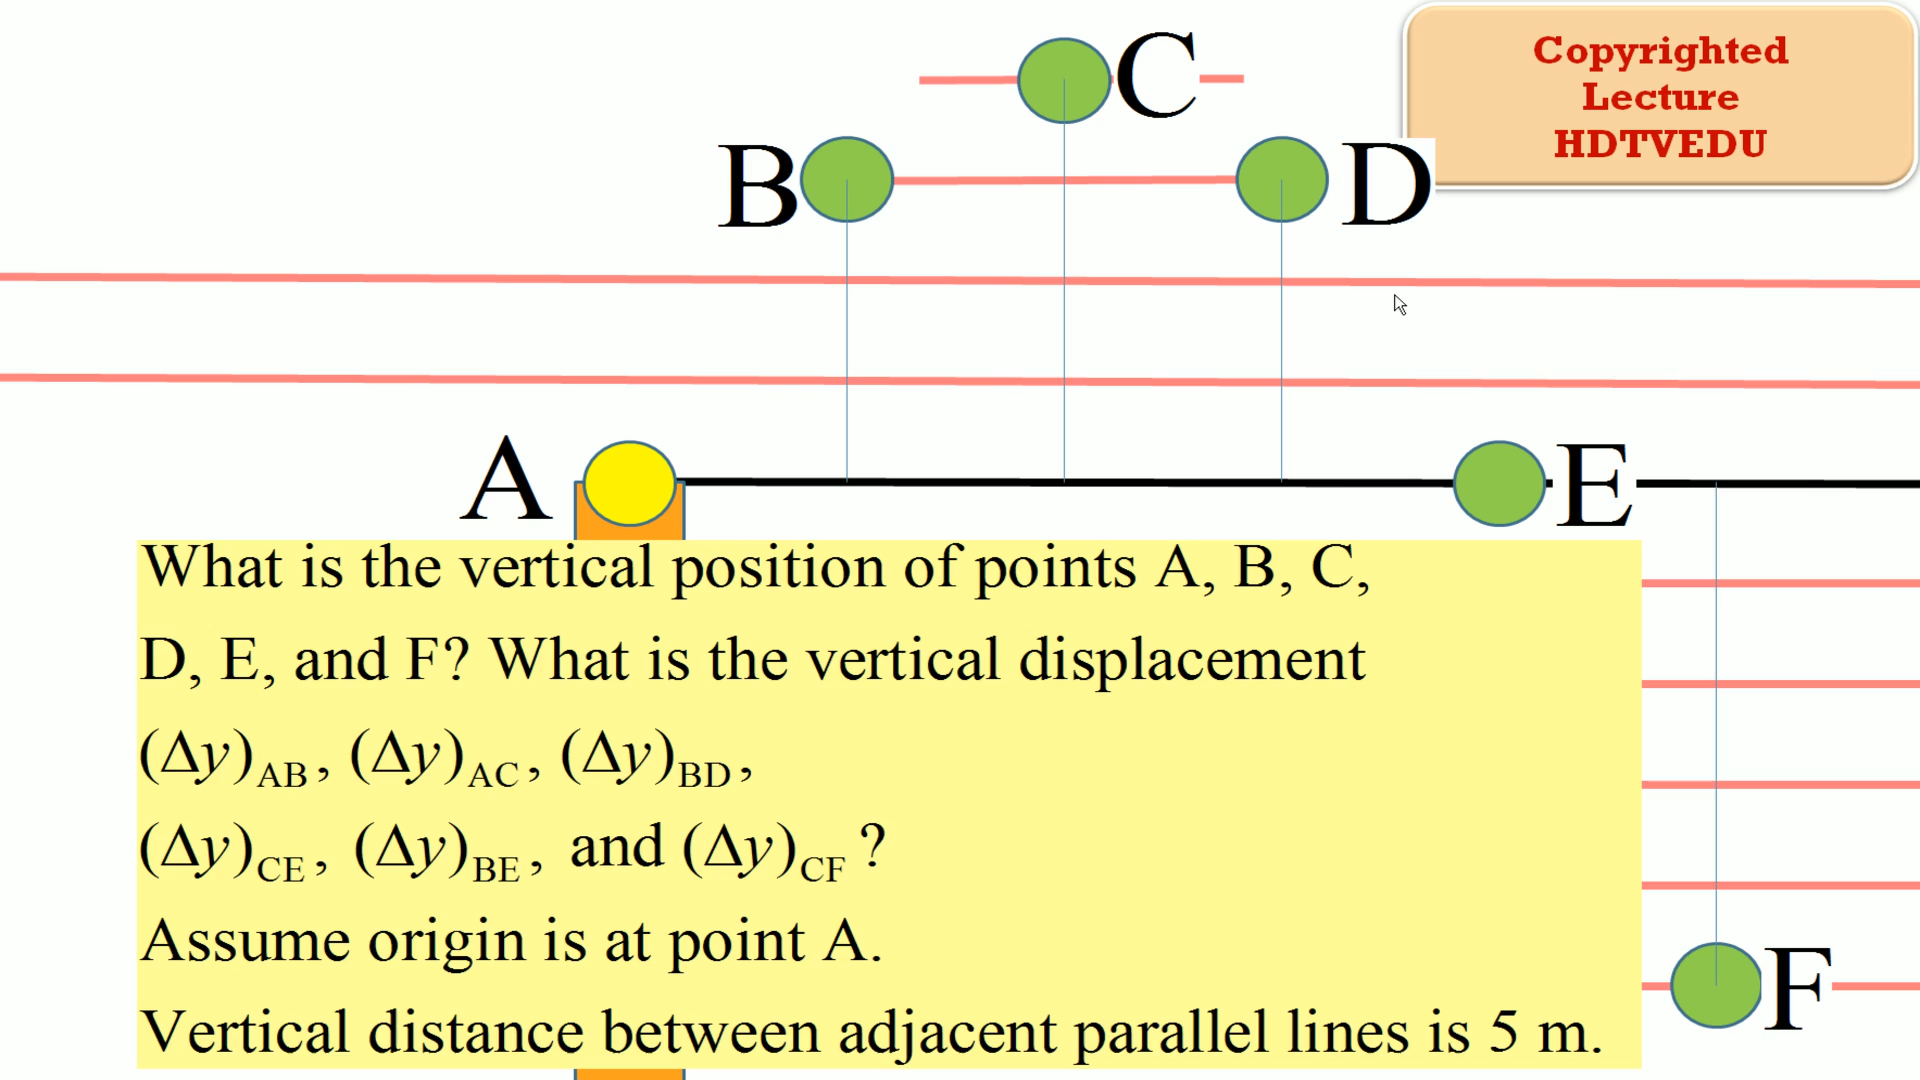 C
Copyrighted
Lecture
HDTVEDU
B
D
A
E
What is the vertical position of points A, B, C,
D, E, and F? What is the vertical displacement
(Δy)AB, (Δy)AC, (Δy)BD,
(Δy)CE, (Δy)BE, and (Δy)CF ?
Assume origin is at point A.
Vertical distance between adjacent parallel lines is 5 m.
F